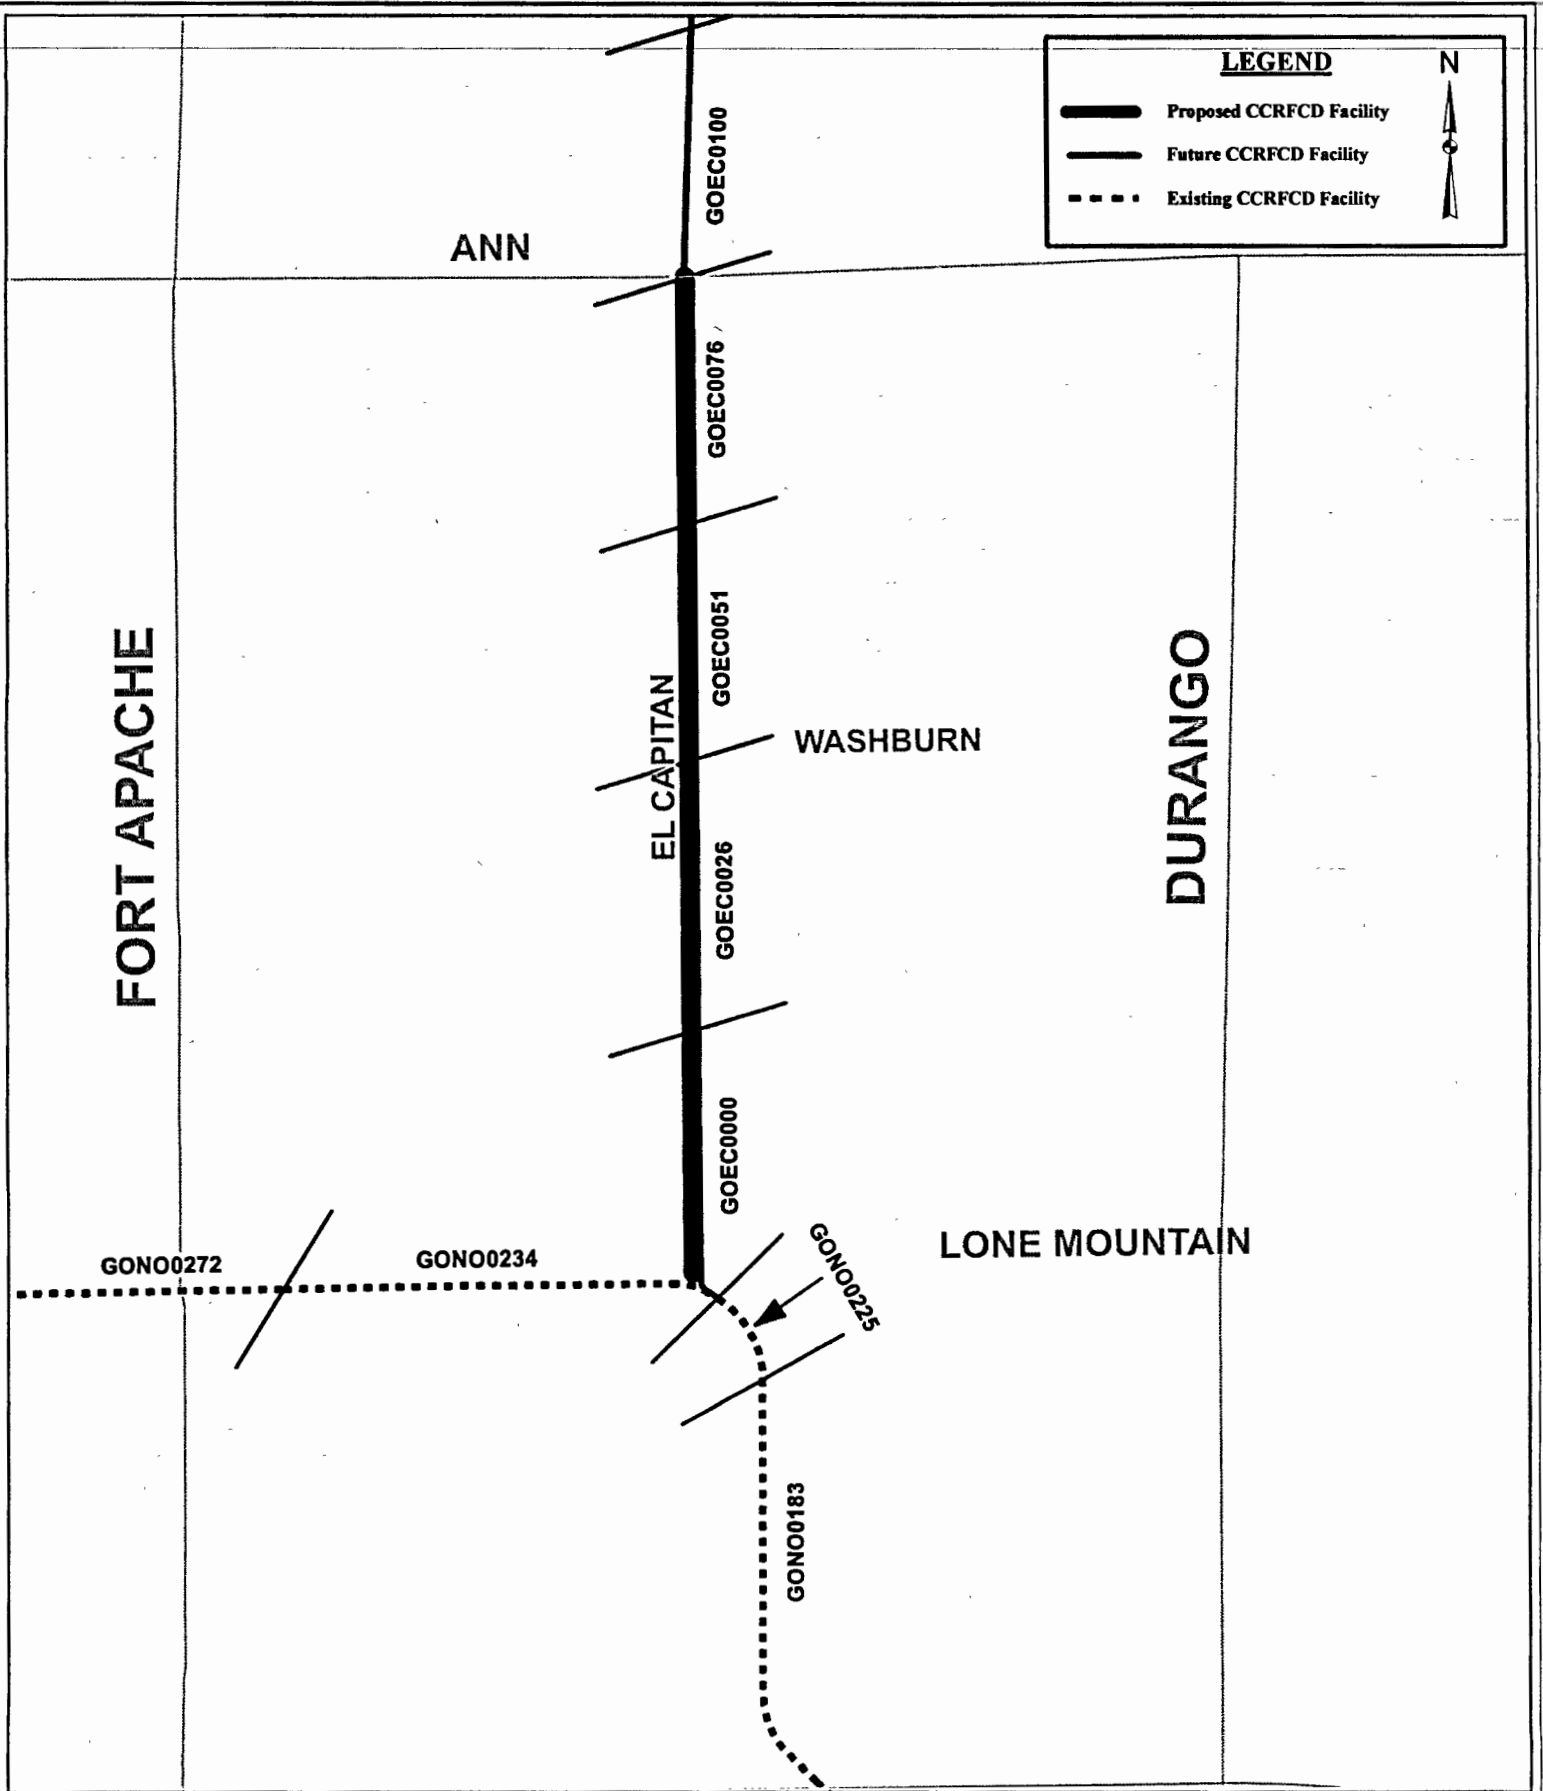 LEGEND
N
Proposed CCRFCD Facility
Future CCRFCD Facility
Existing CCRFCD Facility
GOEC0100
ANN
GOEC0076
GOEC0051
FORT APACHE
EL CAPITAN
WASHBURN
DURANGO
GOEC0026
GOEC0000
GONO0272
GONO0234
GONO0225
LONE MOUNTAIN
GONO0183